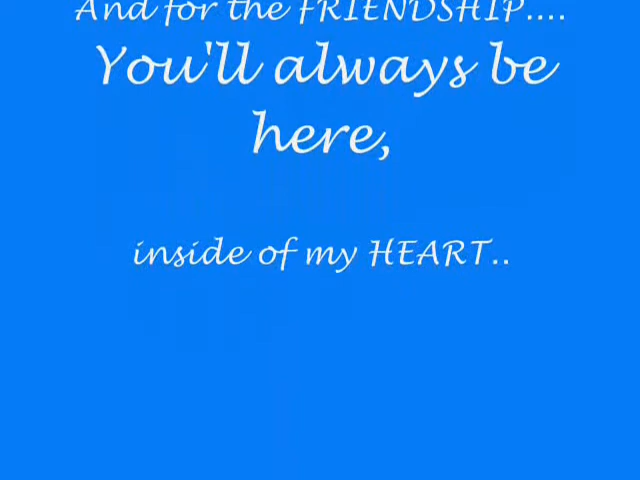 And for the FRIENDSHIP....
You'll always be
here,
inside of my HEART..